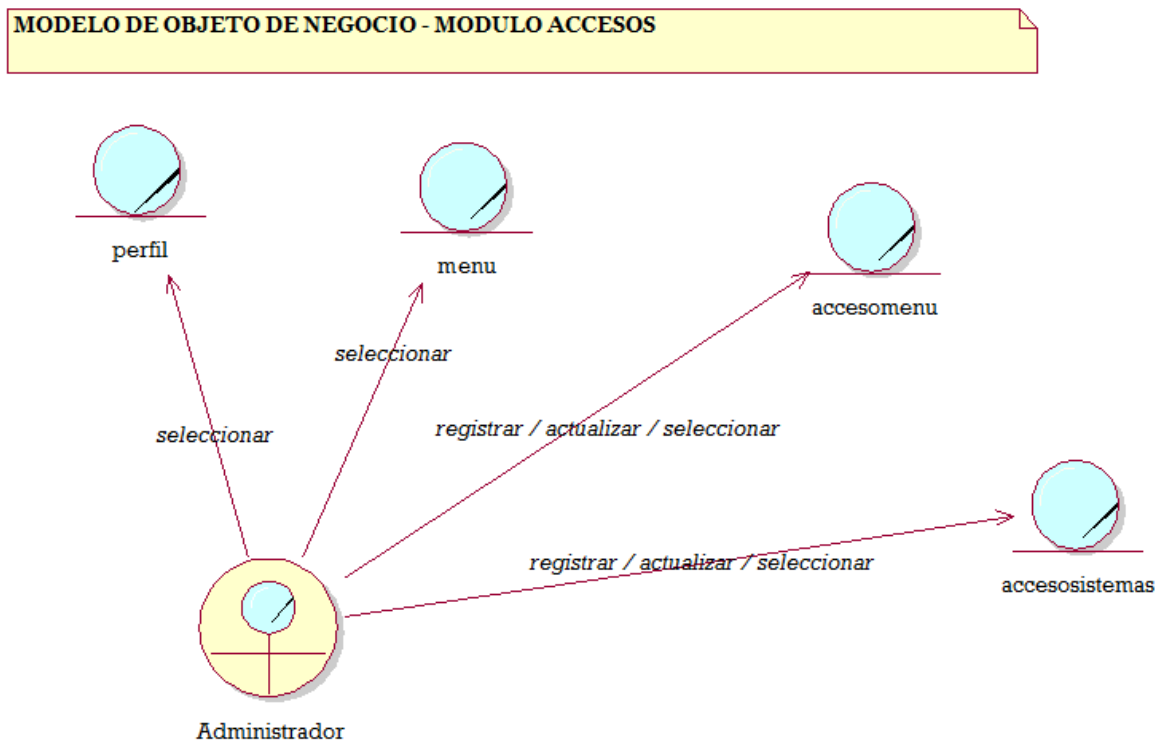 MODELO DE OBJETO DE NEGOCIO - MODULO ACCESOS
perfil
menu
accesomenu
seleccionar
seleccionar
registrar / actualizar / seleccionar
registrar / actualizar / seleccionar
accesosistemas
Administrador